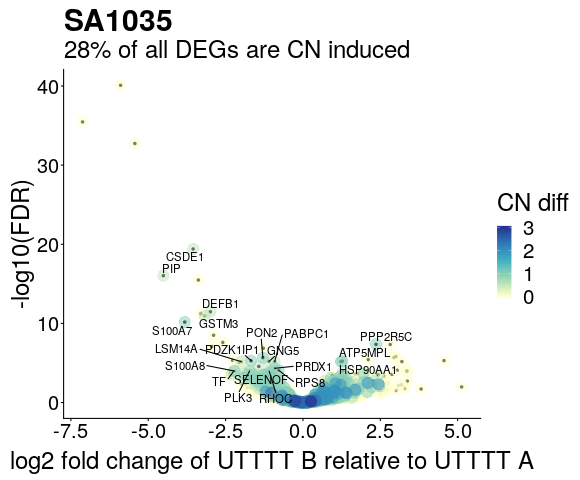 SA1035
28% of all DEGs are CN induced
-log10(FDR)
40
30
20
10
0
CSDE1
PIP
DEFB1
S100A7
GSTM3
PON2
PABPC1
LSM14A
PDZK1IP1
GNG5
S100A8
PRDX1
TF
SELENOF
RPS8
PLK3
RHOC
PPP2R5C
ATP5MPL
HSP90AA1
CN diff
3
2
1
0
-7.5
-5.0
-2.5
0.0
2.5
5.0
log2 fold change of UTTTT B relative to UTTTT A